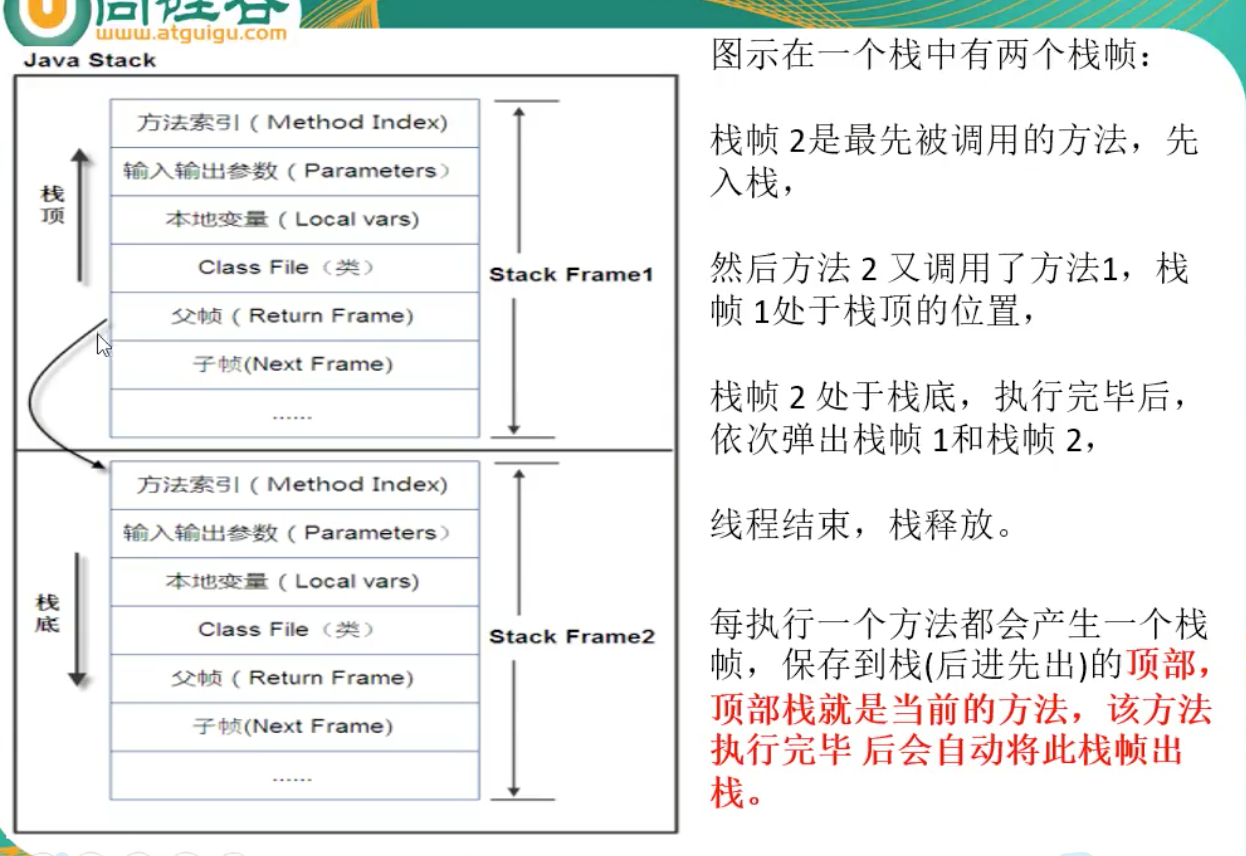 尚硅谷
www.atguigu.com
Java Stack
方法索引 ( Method Index)
输入输出参数 ( Parameters )
本地变量 ( Local vars)
Class File（类）
父帧 ( Return Frame)
子帧(Next Frame)
......
栈
顶
Stack Frame1
方法索引 ( Method Index)
输入输出参数 ( Parameters )
本地变量 ( Local vars)
Class File（类）
父帧 ( Return Frame)
子帧(Next Frame)
......
栈
底
Stack Frame2
图示在一个栈中有两个栈帧：
栈帧 2是最先被调用的方法，先
入栈，
然后方法 2 又调用了方法1，栈
帧 1处于栈顶的位置，
栈帧 2 处于栈底，执行完毕后，
依次弹出栈帧 1和栈帧 2，
线程结束，栈释放。
每执行一个方法都会产生一个栈
帧，保存到栈(后进先出)的顶部，
顶部栈就是当前的方法，该方法
执行完毕 后会自动将此栈帧出
栈。